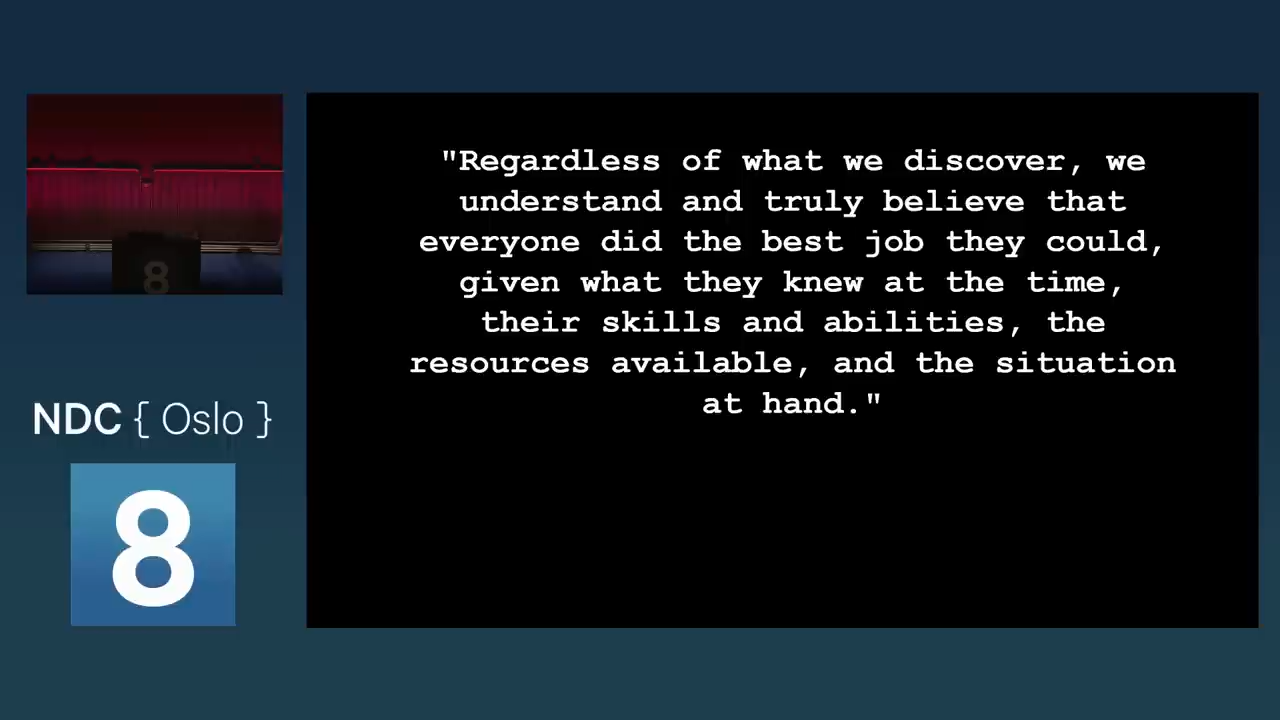 8
NDC { Oslo }
8
"Regardless of what we discover, we
understand and truly believe that
everyone did the best job they could,
given what they knew at the time,
their skills and abilities, the
resources available, and the situation
at hand."